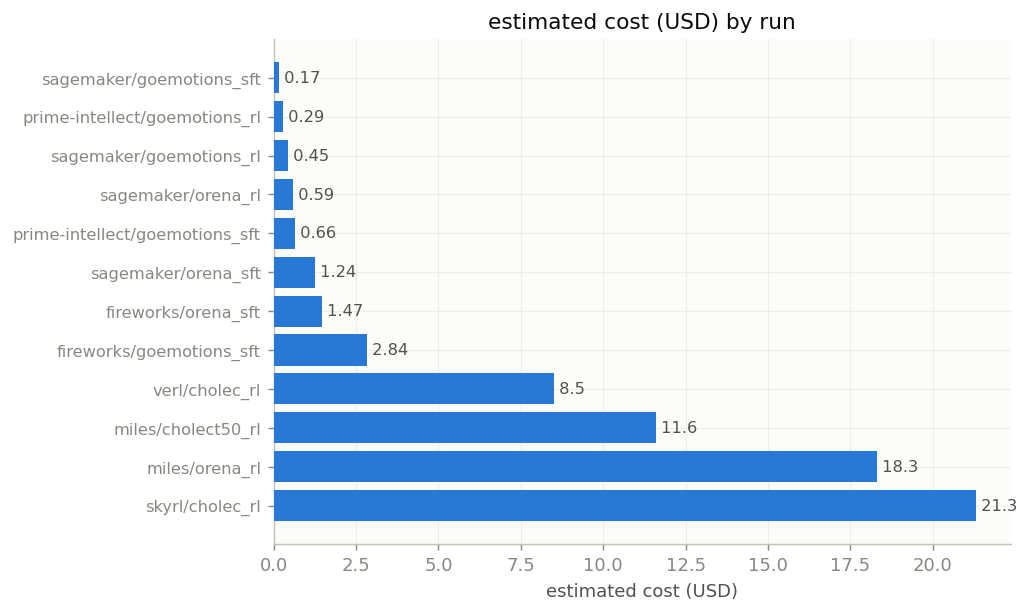 estimated cost (USD) by run
sagemaker/goemotions_sft 0.17
prime-intellect/goemotions_rl 0.29
sagemaker/goemotions_rl 0.45
sagemaker/orena_rl 0.59
prime-intellect/goemotions_sft 0.66
sagemaker/orena_sft 1.24
fireworks/orena_sft 1.47
fireworks/goemotions_sft 2.84
verl/cholec_rl 8.5
miles/cholect50_rl 11.6
miles/orena_rl 18.3
skyrl/cholec_rl 21.3
0.0 2.5 5.0 7.5 10.0 12.5 15.0 17.5 20.0
estimated cost (USD)